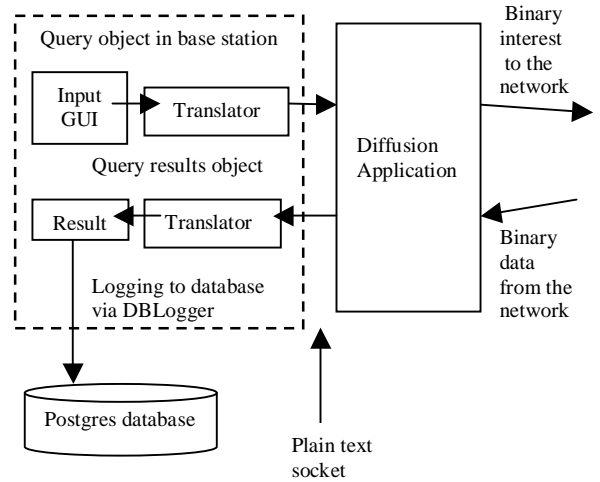 Query object in base station
Input
GUI
Translator
Query results object
Result
Translator
Logging to database
via DBLogger
Postgres database
Diffusion
Application
Plain text
socket
Binary
interest
to the
network
Binary
data
from the
network